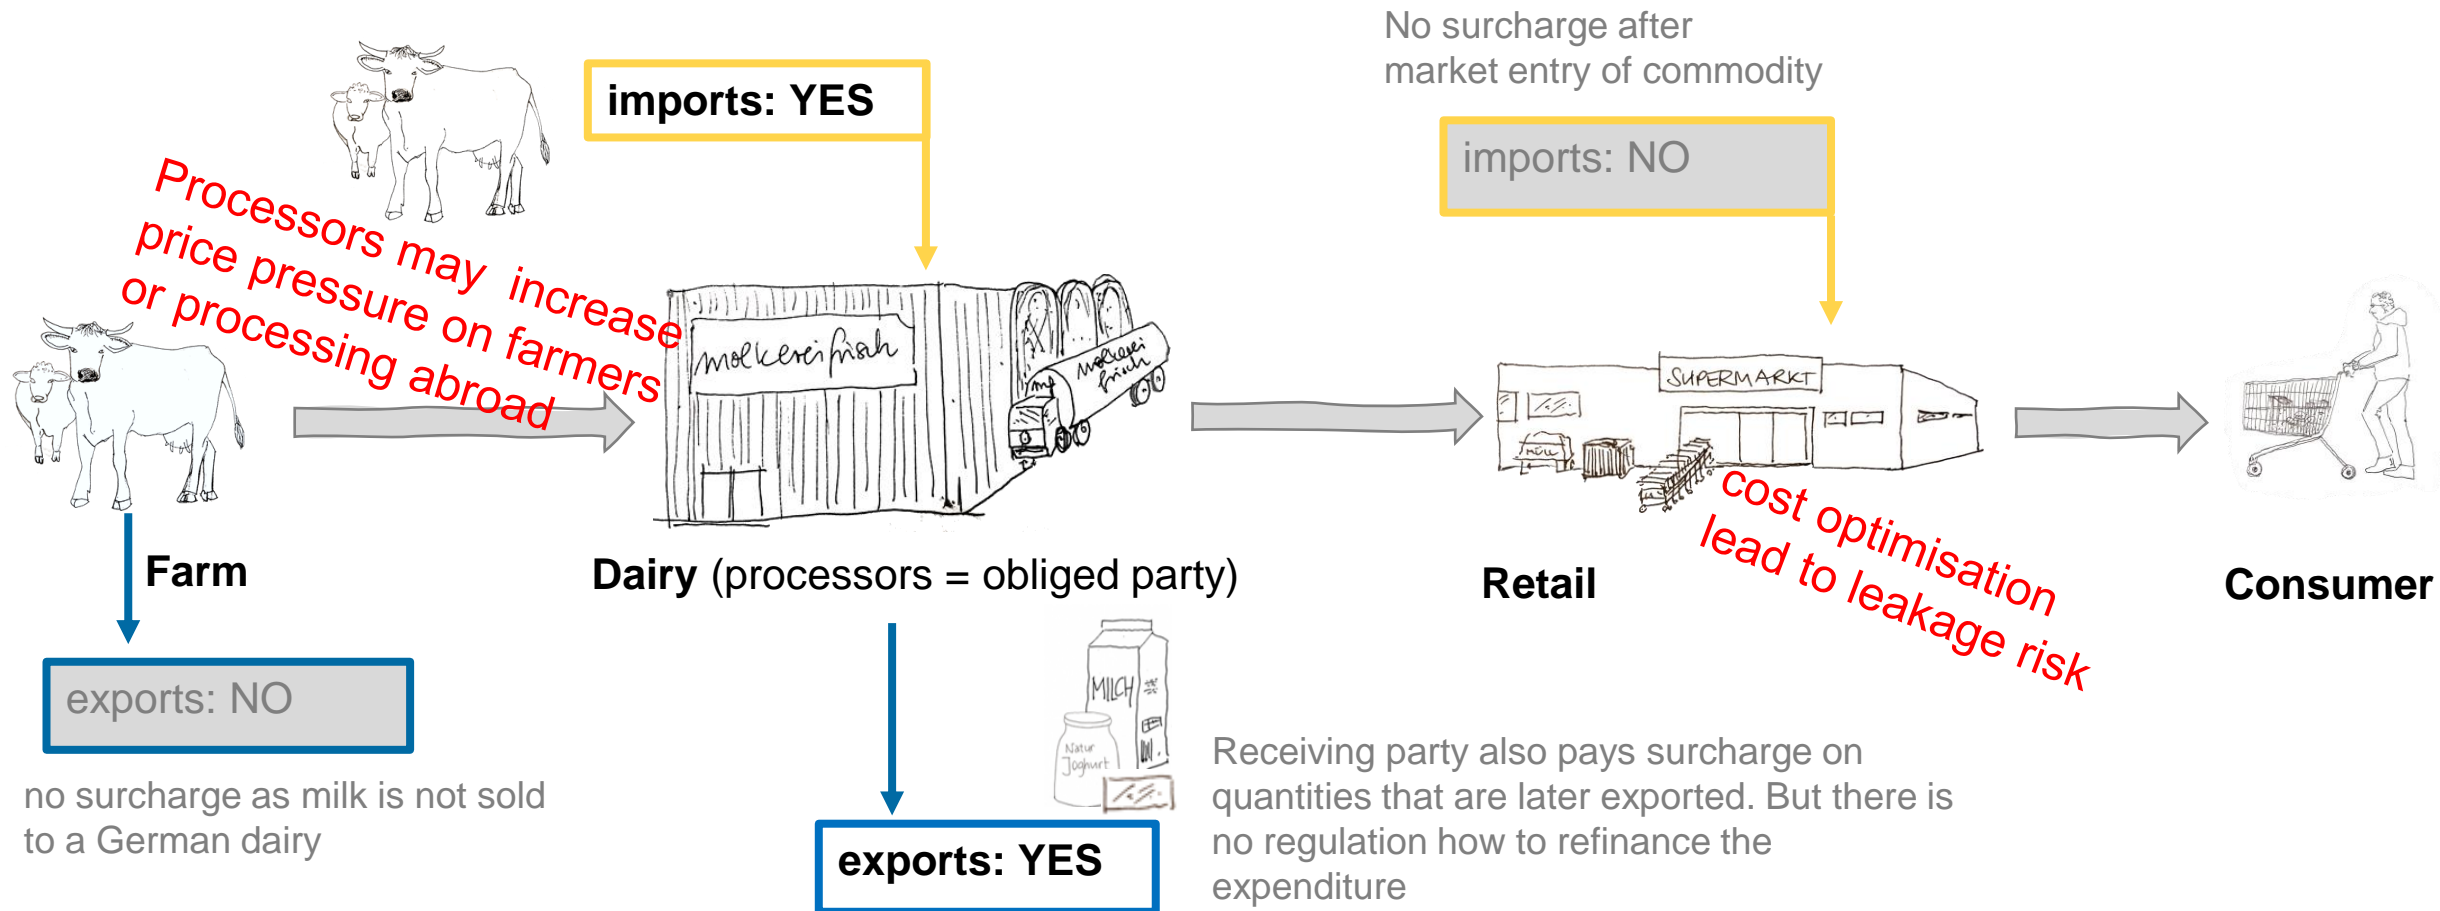 No surcharge after
market entry of commodity
imports: YES
imports: NO
Processors may increase
price pressure on farmers
or processing abroad
molkereifrisch
molkerei
frisch
SUPERMARKT
MÜLL
cost optimisation
lead to leakage risk
Farm
Dairy (processors = obliged party)
Retail
Consumer
exports: NO
no surcharge as milk is not sold
to a German dairy
MILCH
Natur
Joghurt
exports: YES
Receiving party also pays surcharge on
quantities that are later exported. But there is
no regulation how to refinance the
expenditure